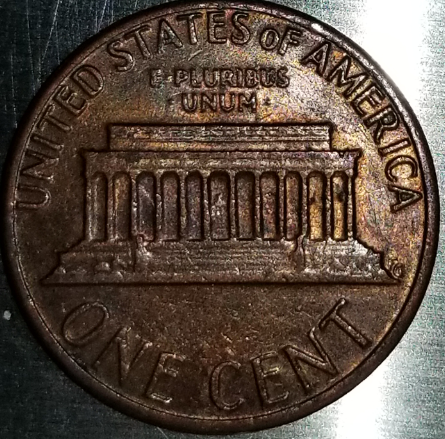 UNITED STATES OF AMERICA
E·PLURIBUS
UNUM
ONE CENT